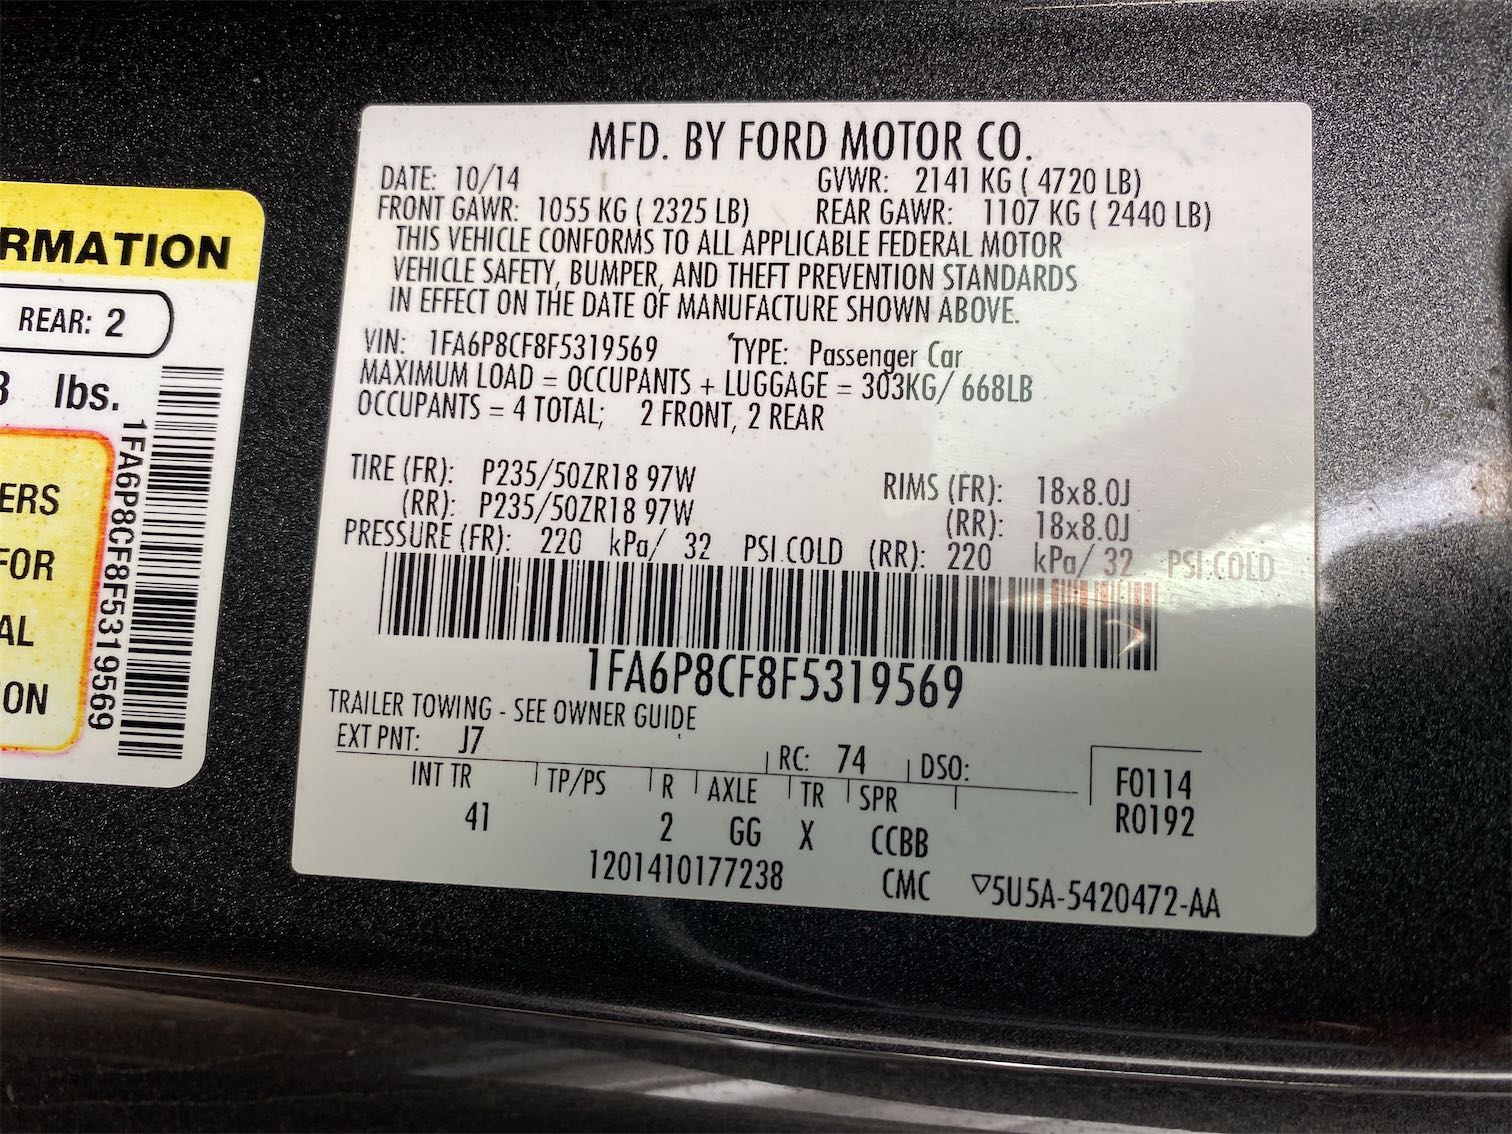 RMATION
REAR: 2
lbs.
ERS
FOR
AL
ION
1FA6P8CF8F5319569
MFD. BY FORD MOTOR CO.
DATE: 10/14 GVWR: 2141 KG ( 4720 LB)
FRONT GAWR: 1055 KG ( 2325 LB) REAR GAWR: 1107 KG ( 2440 LB)
THIS VEHICLE CONFORMS TO ALL APPLICABLE FEDERAL MOTOR
VEHICLE SAFETY, BUMPER, AND THEFT PREVENTION STANDARDS
IN EFFECT ON THE DATE OF MANUFACTURE SHOWN ABOVE.
VIN: 1FA6P8CF8F5319569 TYPE: Passenger Car
MAXIMUM LOAD = OCCUPANTS + LUGGAGE = 303KG/ 668LB
OCCUPANTS = 4 TOTAL; 2 FRONT, 2 REAR
TIRE (FR): P235/50ZR18 97W RIMS (FR): 18x8.0J
(RR): P235/50ZR18 97W (RR): 18x8.0J
PRESSURE (FR): 220 kPa/ 32 PSI.COLD (RR): 220 kPa/ 32 PSI.COLD
1FA6P8CF8F5319569
TRAILER TOWING - SEE OWNER GUIDE
EXT PNT: J7 RC: 74 DSO:
INT TR TP/PS R AXLE TR SPR F0114
41 2 GG X CCBB R0192
1201410177238 CMC ▽5U5A-5420472-AA